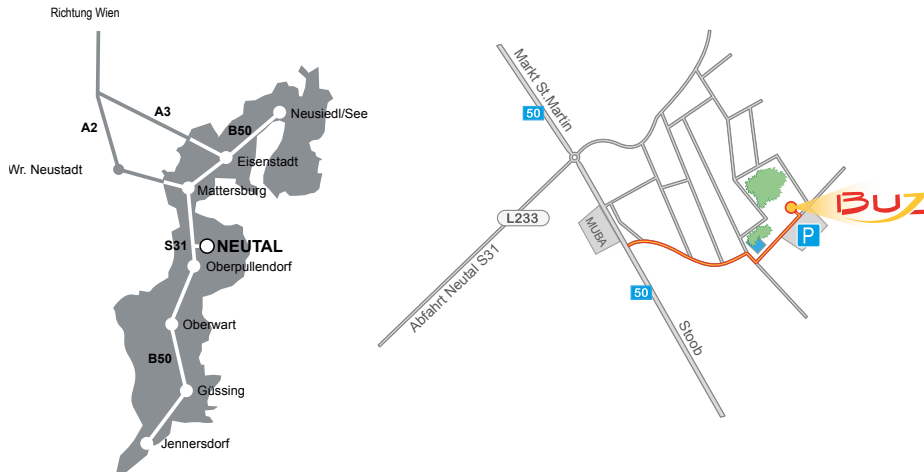 Richtung Wien
A2
A3
B50
Neusiedl/See
Eisenstadt
Wr. Neustadt
Mattersburg
S31
NEUTAL
Oberpullendorf
Oberwart
B50
Güssing
Jennersdorf
Markt St.Martin
50
L233
Abfahrt Neutal S31
MUBA
50
Stoob
P
BUZ